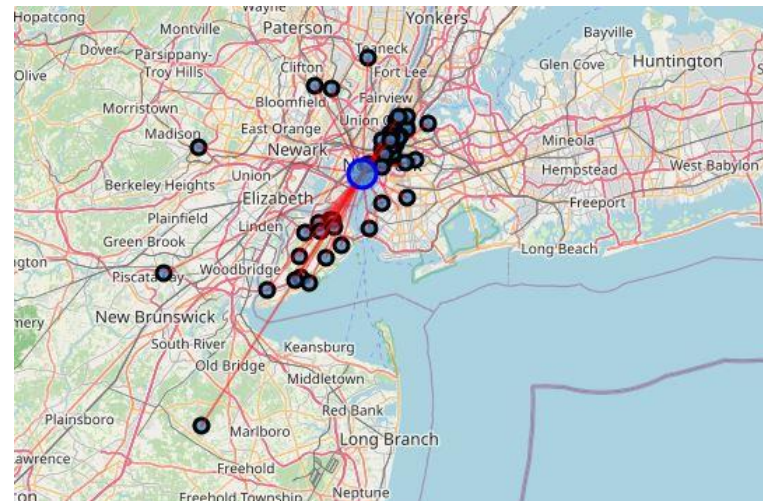 Hopatcong
Wayne
Yonkers
Montville
Paterson
Bayville
Dover
Parsippany-
Troy Hills
Teaneck
Clifton
Fort Lee
Glen Cove
Huntington
Olive
Bloomfield
Fairview
Morristown
Union
East Orange
Madison
Newark
Mineola
Hempstead
West Babylon
Berkeley Heights
Union
Elizabeth
Freeport
Plainfield
Linden
Green Brook
Long Beach
Woodbridge
Piscataway
New Brunswick
South River
Keansburg
Old Bridge
Middletown
Plainsboro
Red Bank
Marlboro
Long Branch
Freehold
Freehold Township
Neptune